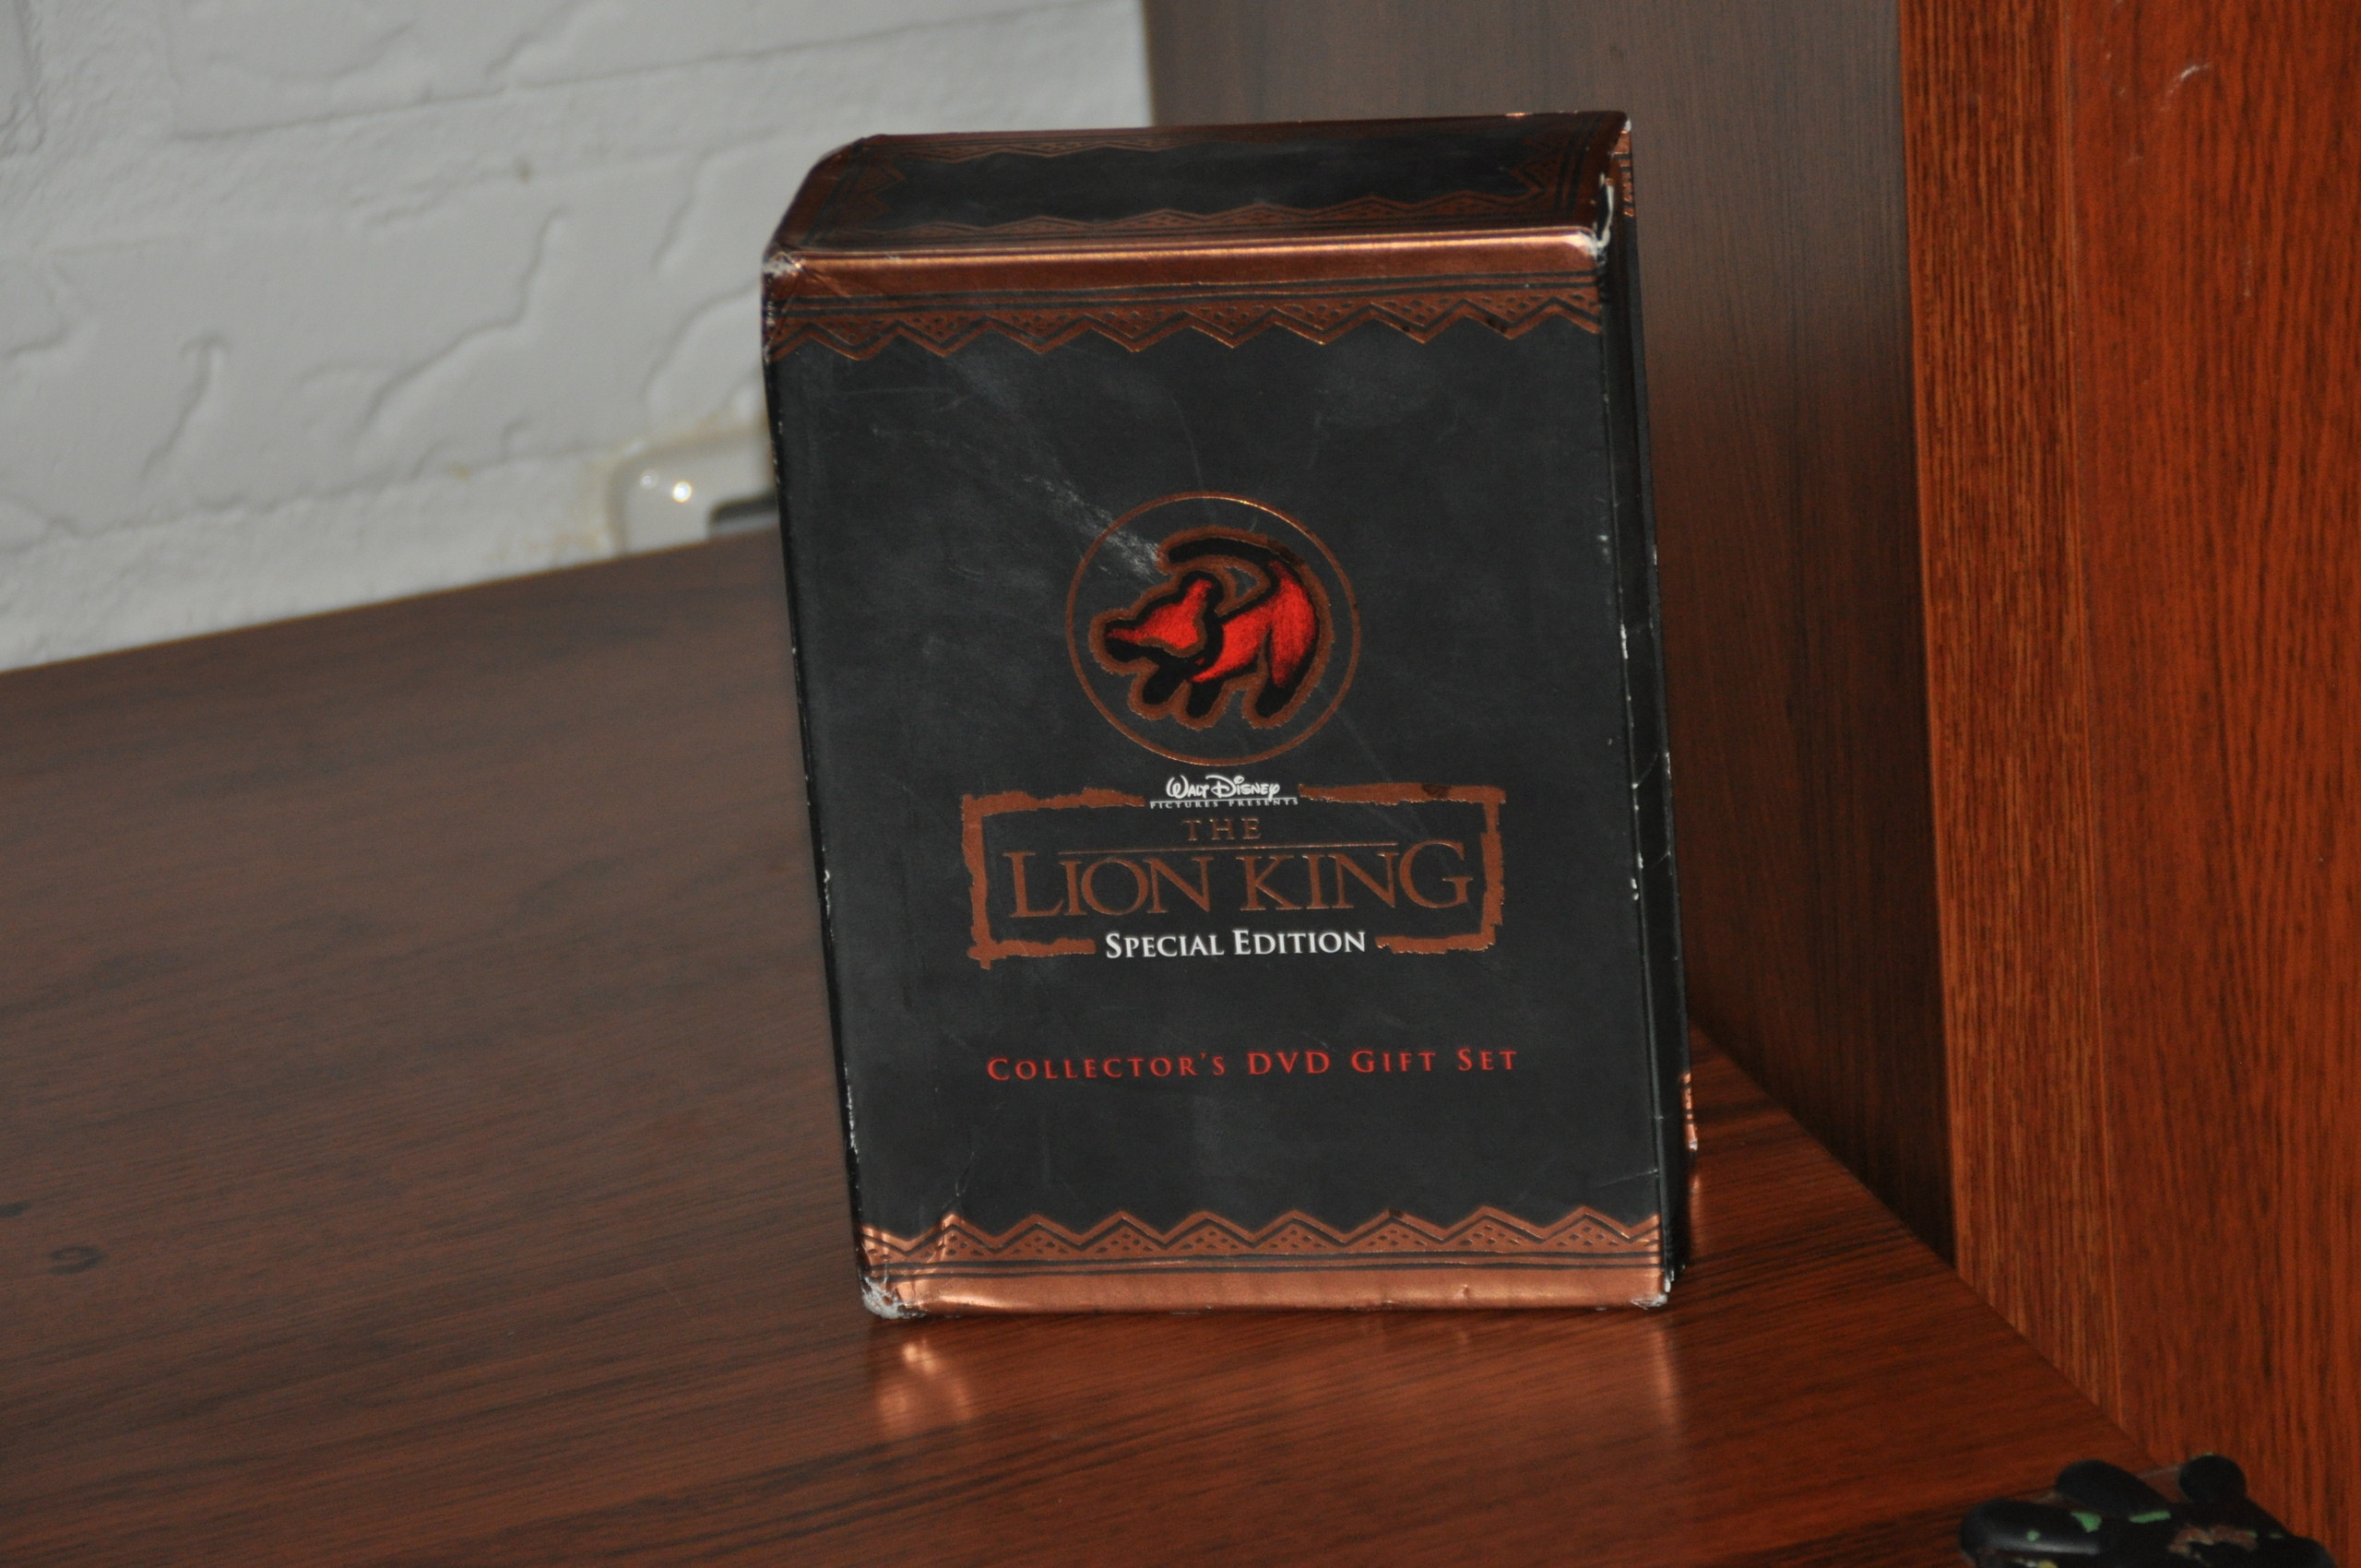 Walt Disney
PICTURES PRESENTS
THE
LION KING
SPECIAL EDITION
COLLECTOR'S DVD GIFT SET